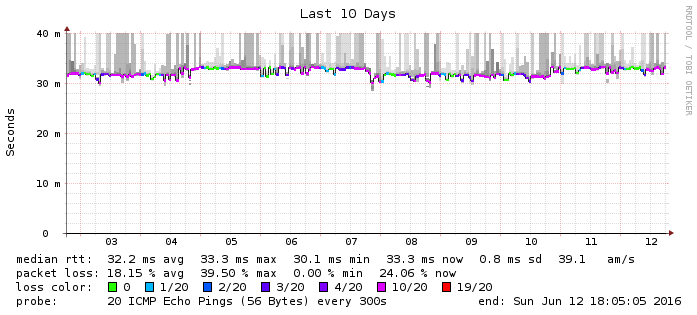 Last 10 Days
RRDTOOL / TOBI OETIKER
Seconds
40 m
30 m
20 m
10 m
0
03 04 05 06 07 08 09 10 11 12
median rtt: 32.2 ms avg 33.3 ms max 30.1 ms min 33.3 ms now 0.8 ms sd 39.1 am/s
packet loss: 18.15 % avg 39.50 % max 0.00 % min 24.06 % now
loss color: 0 1/20 2/20 3/20 4/20 10/20 19/20
probe: 20 ICMP Echo Pings (56 Bytes) every 300s end: Sun Jun 12 18:05:05 2016